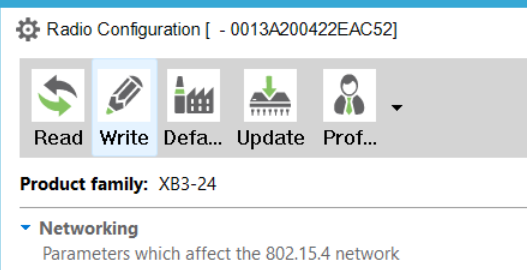 Radio Configuration [  - 0013A200422EAC52]
Read Write Defa... Update Prof...
Product family: XB3-24
Networking
Parameters which affect the 802.15.4 network